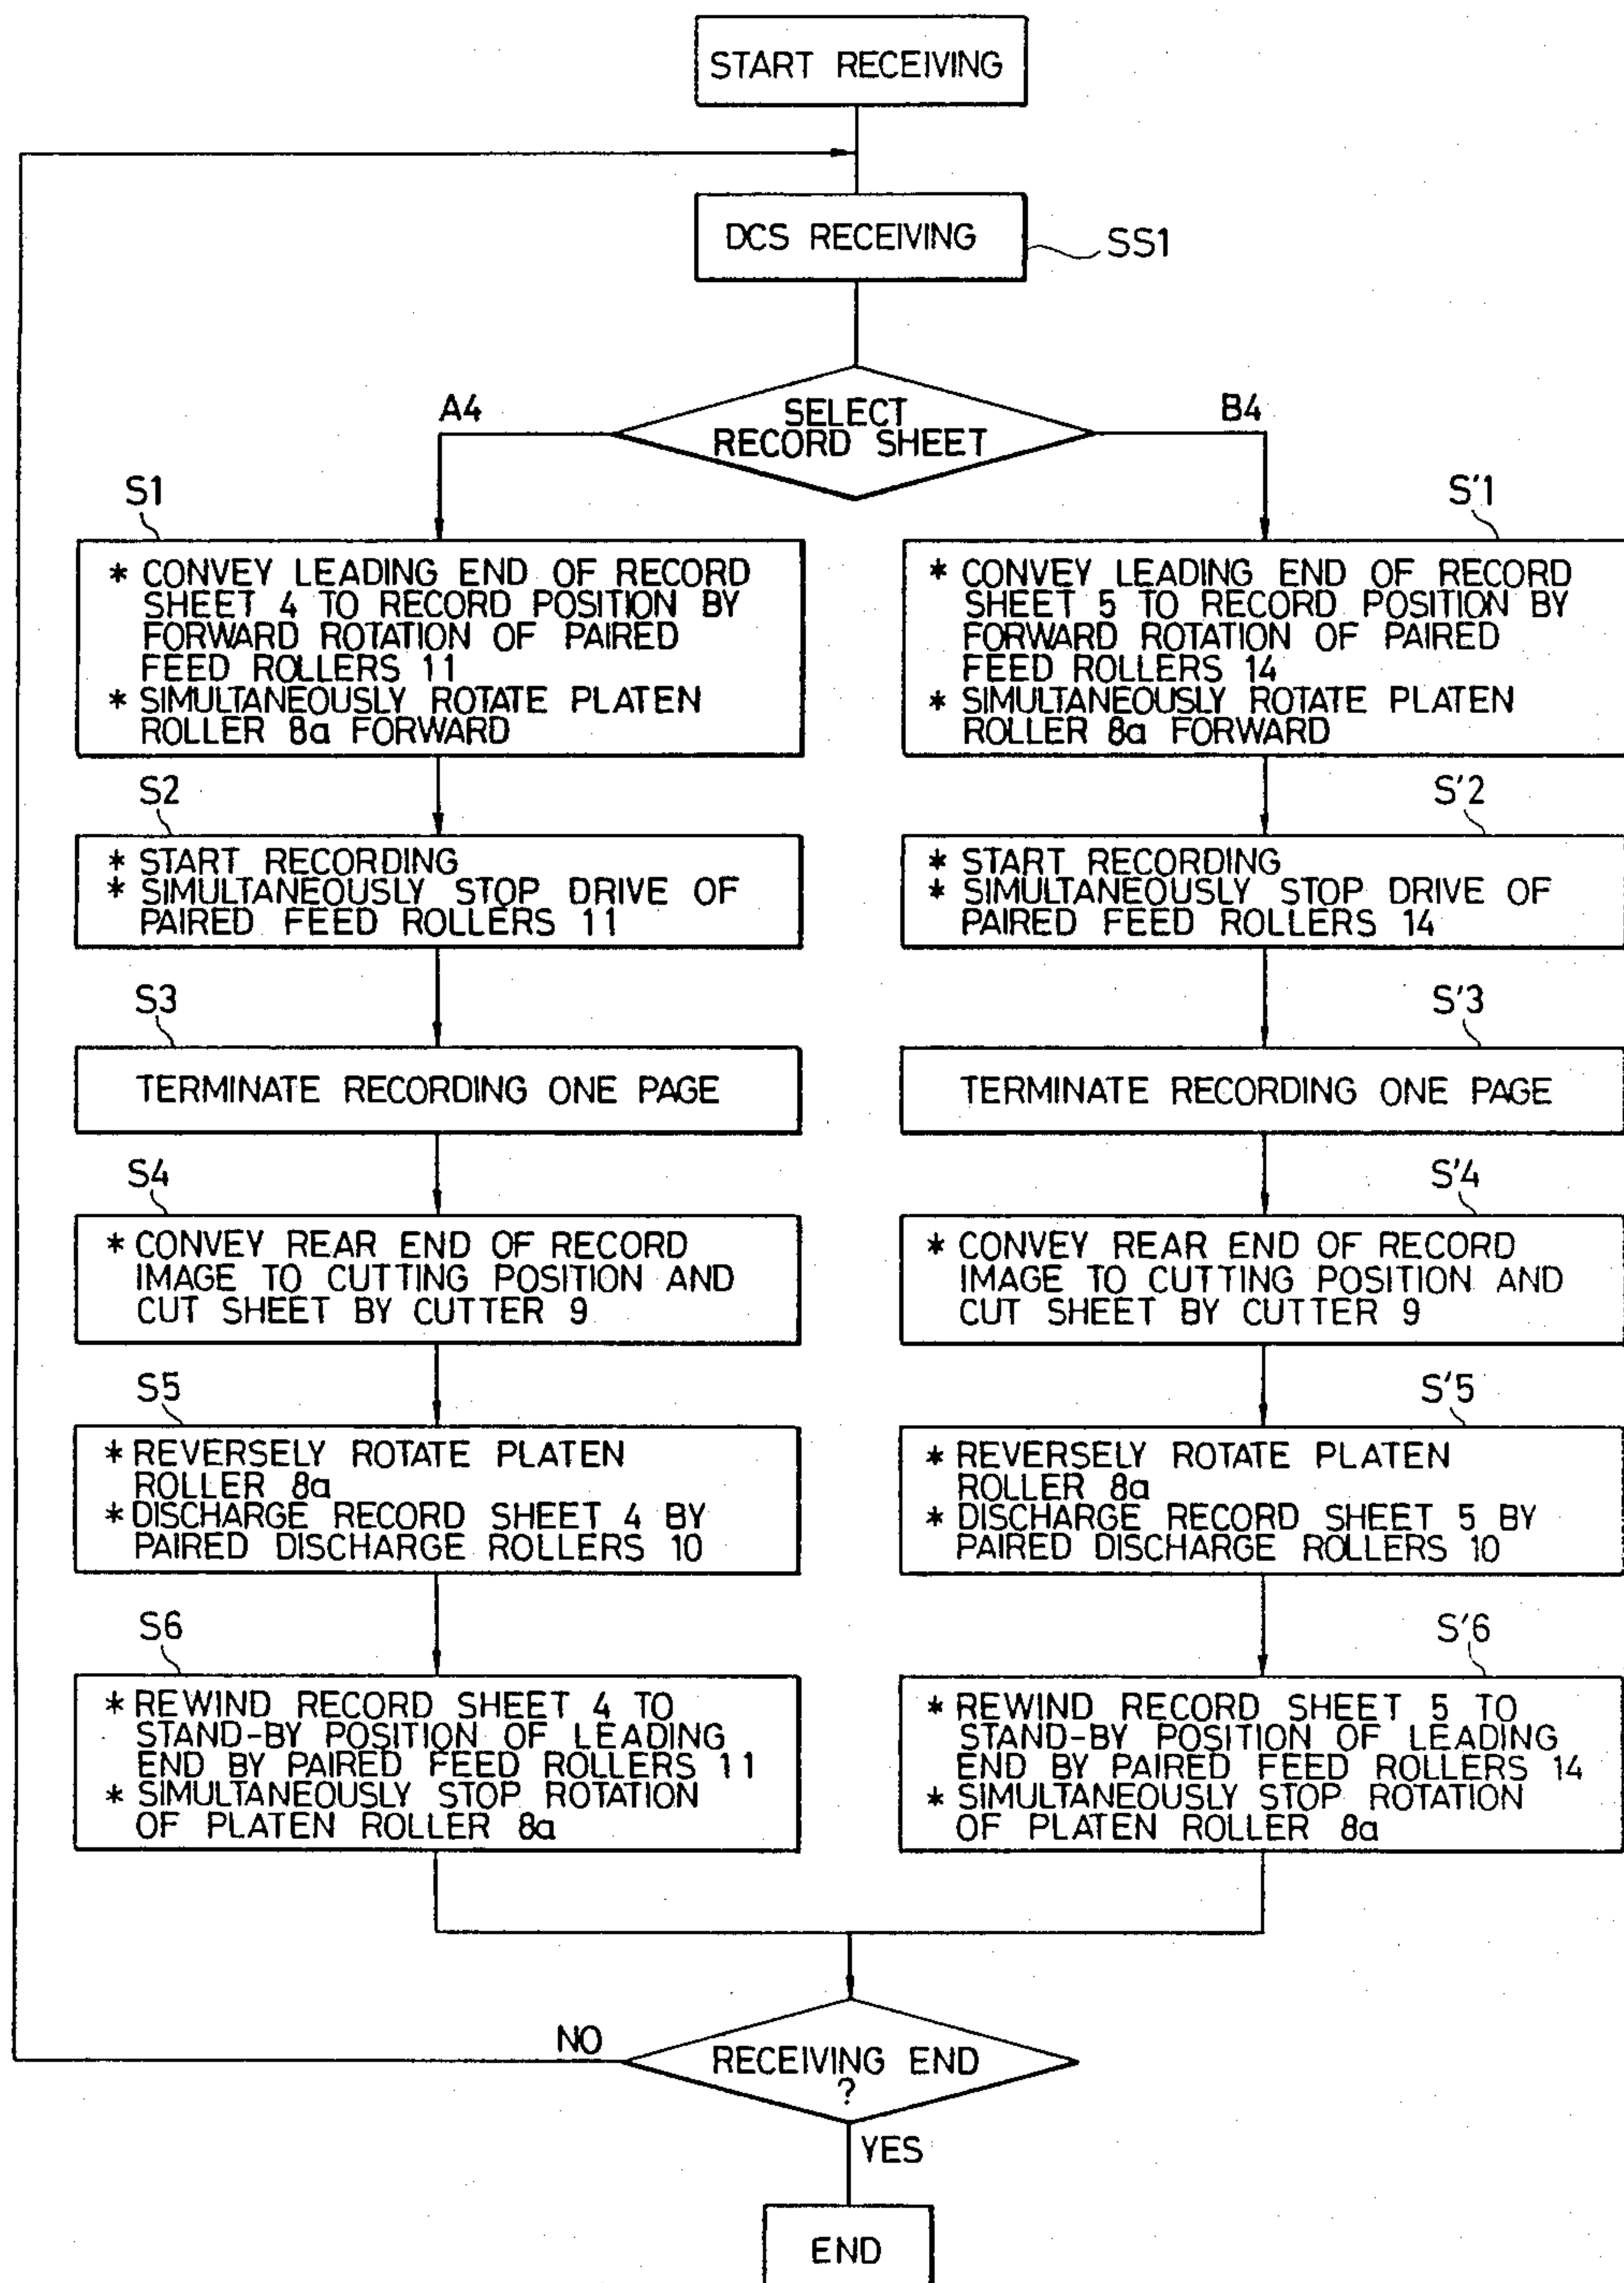 START RECEIVING
DCS RECEIVING
SS1
SELECT
RECORD SHEET
A4
B4
S1
* CONVEY LEADING END OF RECORD
SHEET 4 TO RECORD POSITION BY
FORWARD ROTATION OF PAIRED
FEED ROLLERS 11
* SIMULTANEOUSLY ROTATE PLATEN
ROLLER 8a FORWARD
S2
* START RECORDING
* SIMULTANEOUSLY STOP DRIVE OF
PAIRED FEED ROLLERS 11
S3
TERMINATE RECORDING ONE PAGE
S4
* CONVEY REAR END OF RECORD
IMAGE TO CUTTING POSITION AND
CUT SHEET BY CUTTER 9
S5
* REVERSELY ROTATE PLATEN
ROLLER 8a
* DISCHARGE RECORD SHEET 4 BY
PAIRED DISCHARGE ROLLERS 10
S6
* REWIND RECORD SHEET 4 TO
STAND-BY POSITION OF LEADING
END BY PAIRED FEED ROLLERS 11
* SIMULTANEOUSLY STOP ROTATION
OF PLATEN ROLLER 8a
S'1
* CONVEY LEADING END OF RECORD
SHEET 5 TO RECORD POSITION BY
FORWARD ROTATION OF PAIRED
FEED ROLLERS 14
* SIMULTANEOUSLY ROTATE PLATEN
ROLLER 8a FORWARD
S'2
* START RECORDING
* SIMULTANEOUSLY STOP DRIVE OF
PAIRED FEED ROLLERS 14
S'3
TERMINATE RECORDING ONE PAGE
S'4
* CONVEY REAR END OF RECORD
IMAGE TO CUTTING POSITION AND
CUT SHEET BY CUTTER 9
S'5
* REVERSELY ROTATE PLATEN
ROLLER 8a
* DISCHARGE RECORD SHEET 5 BY
PAIRED DISCHARGE ROLLERS 10
S'6
* REWIND RECORD SHEET 5 TO
STAND-BY POSITION OF LEADING
END BY PAIRED FEED ROLLERS 14
* SIMULTANEOUSLY STOP ROTATION
OF PLATEN ROLLER 8a
NO
RECEIVING END
?
YES
END